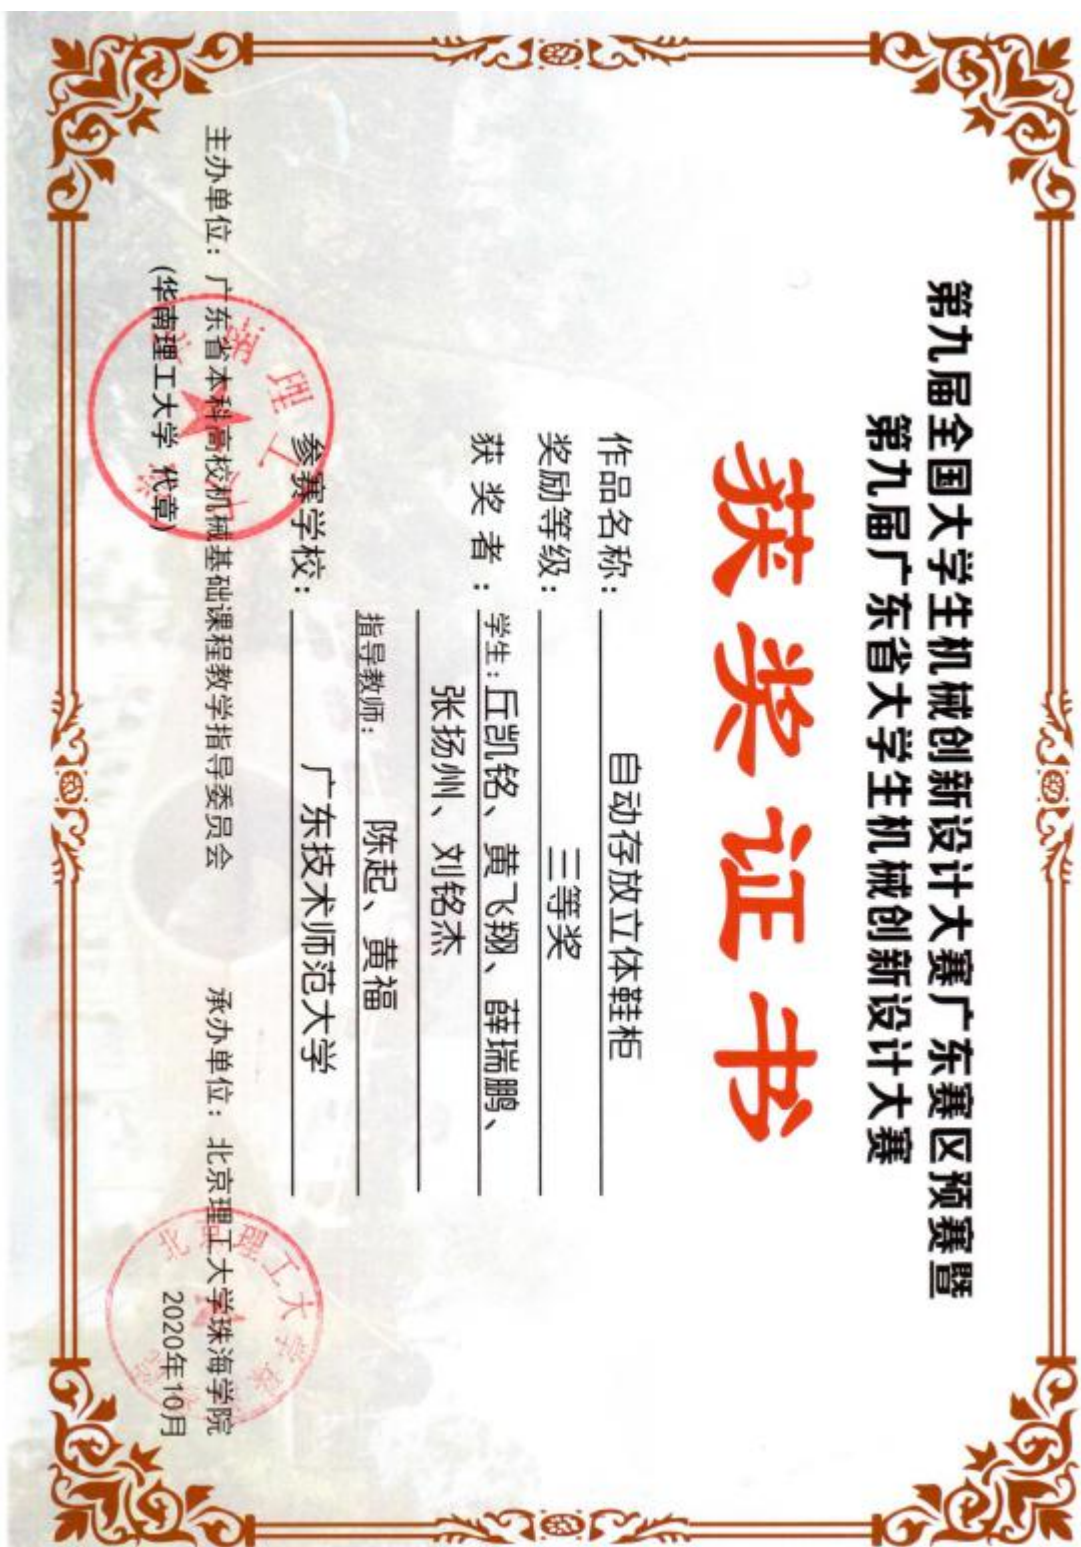 第九届全国大学生机械创新设计大赛广东赛区预赛暨
第九届广东省大学生机械创新设计大赛
获奖证书
作品名称：自动存放立体鞋柜
奖励等级：三等奖
获奖者：学生：丘凯铭、黄飞翔、薛瑞鹏、
张扬州、刘铭杰
指导教师：陈起、黄福
参赛学校：广东技术师范大学
主办单位：广东省本科高校机械基础课程教学指导委员会
(华南理工大学 代章)
承办单位：北京理工大学珠海学院
2020年10月